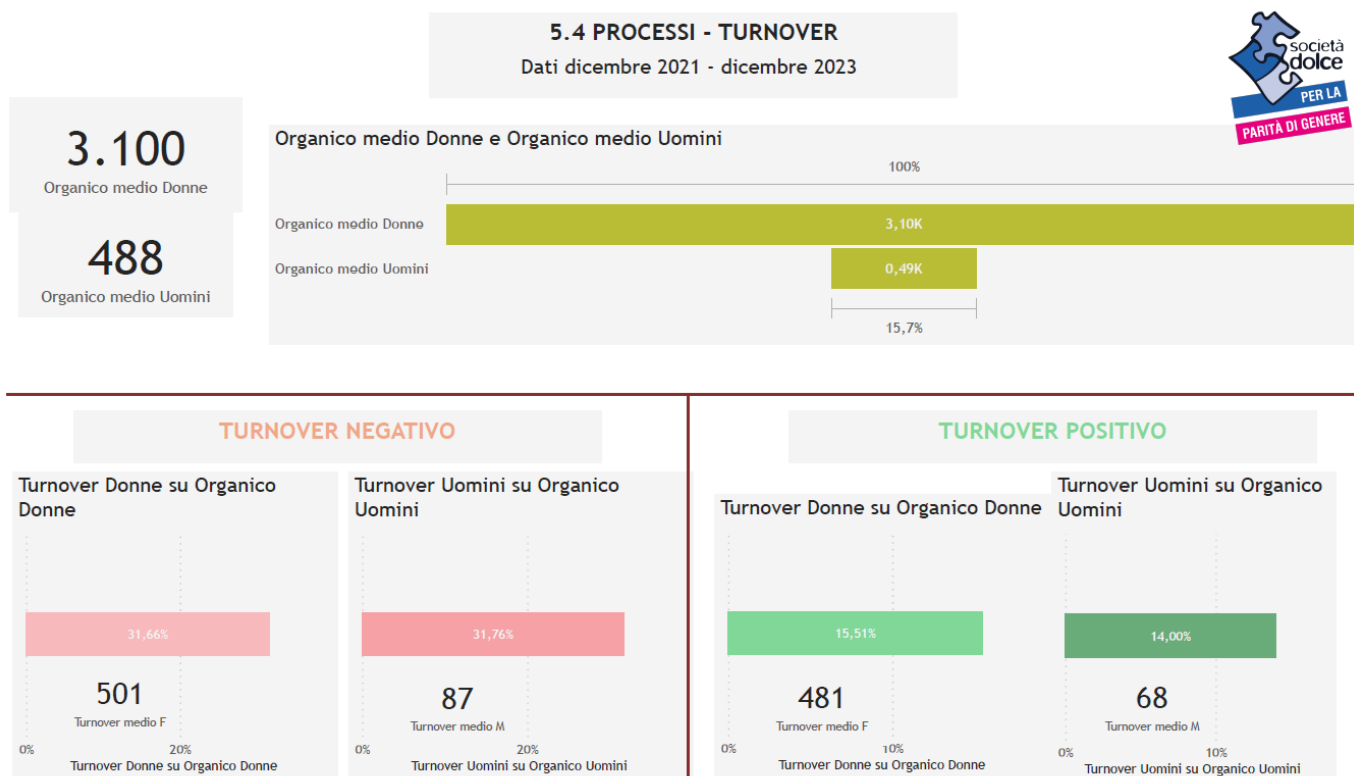 5.4 PROCESSI - TURNOVER
Dati dicembre 2021 - dicembre 2023
società
dolce
PER LA
PARITÀ DI GENERE
3.100
Organico medio Donne
488
Organico medio Uomini
Organico medio Donne e Organico medio Uomini
100%
Organico medio Donne
3,10K
Organico medio Uomini
0,49K
15,7%
TURNOVER NEGATIVO
Turnover Donne su Organico
Donne
31,66%
501
Turnover medio F
0%
20%
Turnover Donne su Organico Donne
Turnover Uomini su Organico
Uomini
31,76%
87
Turnover medio M
0%
20%
Turnover Uomini su Organico Uomini
TURNOVER POSITIVO
Turnover Donne su Organico Donne
15,51%
481
Turnover medio F
0%
10%
Turnover Donne su Organico Donne
Turnover Uomini su Organico
Uomini
14,00%
68
Turnover medio M
0%
10%
Turnover Uomini su Organico Uomini